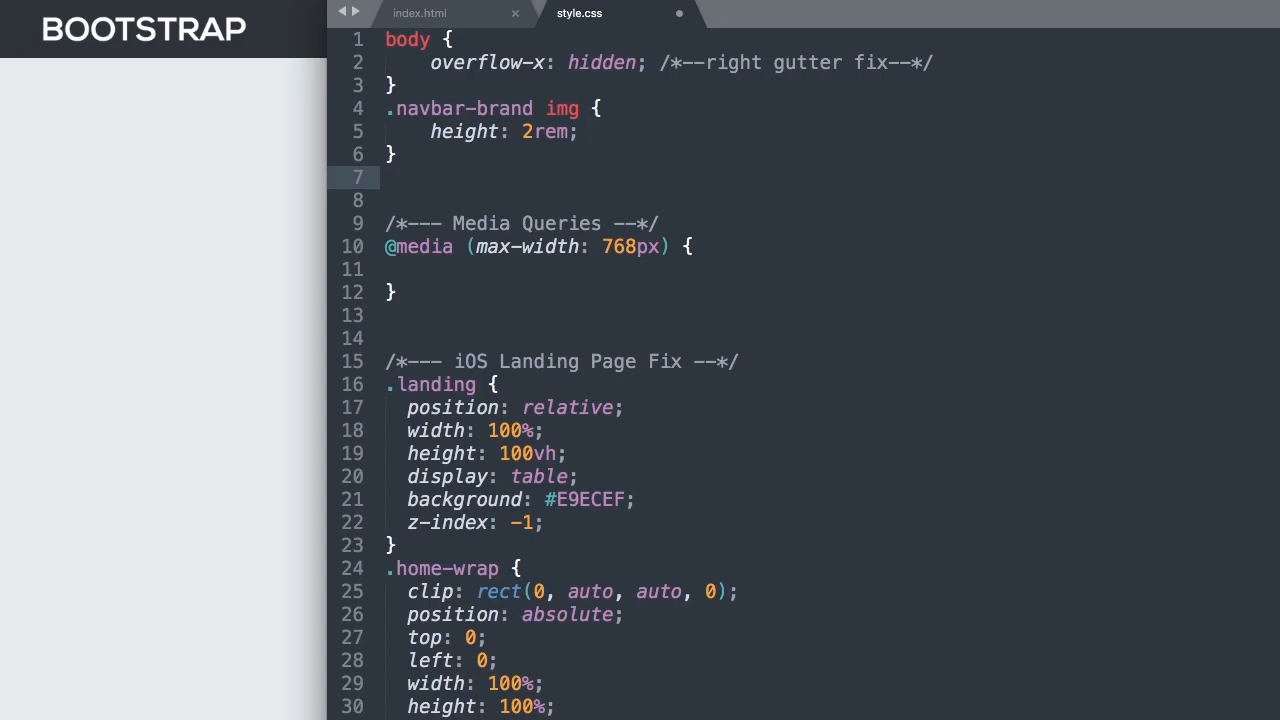 BOOTSTRAP
index.html × style.css
1 body {
2 overflow-x: hidden; /*--right gutter fix--*/
3 }
4 .navbar-brand img {
5 height: 2rem;
6 }
7
8
9 /*--- Media Queries --*/
10 @media (max-width: 768px) {
11
12 }
13
14
15 /*--- iOS Landing Page Fix --*/
16 .landing {
17 position: relative;
18 width: 100%;
19 height: 100vh;
20 display: table;
21 background: #E9ECEF;
22 z-index: -1;
23 }
24 .home-wrap {
25 clip: rect(0, auto, auto, 0);
26 position: absolute;
27 top: 0;
28 left: 0;
29 width: 100%;
30 height: 100%;